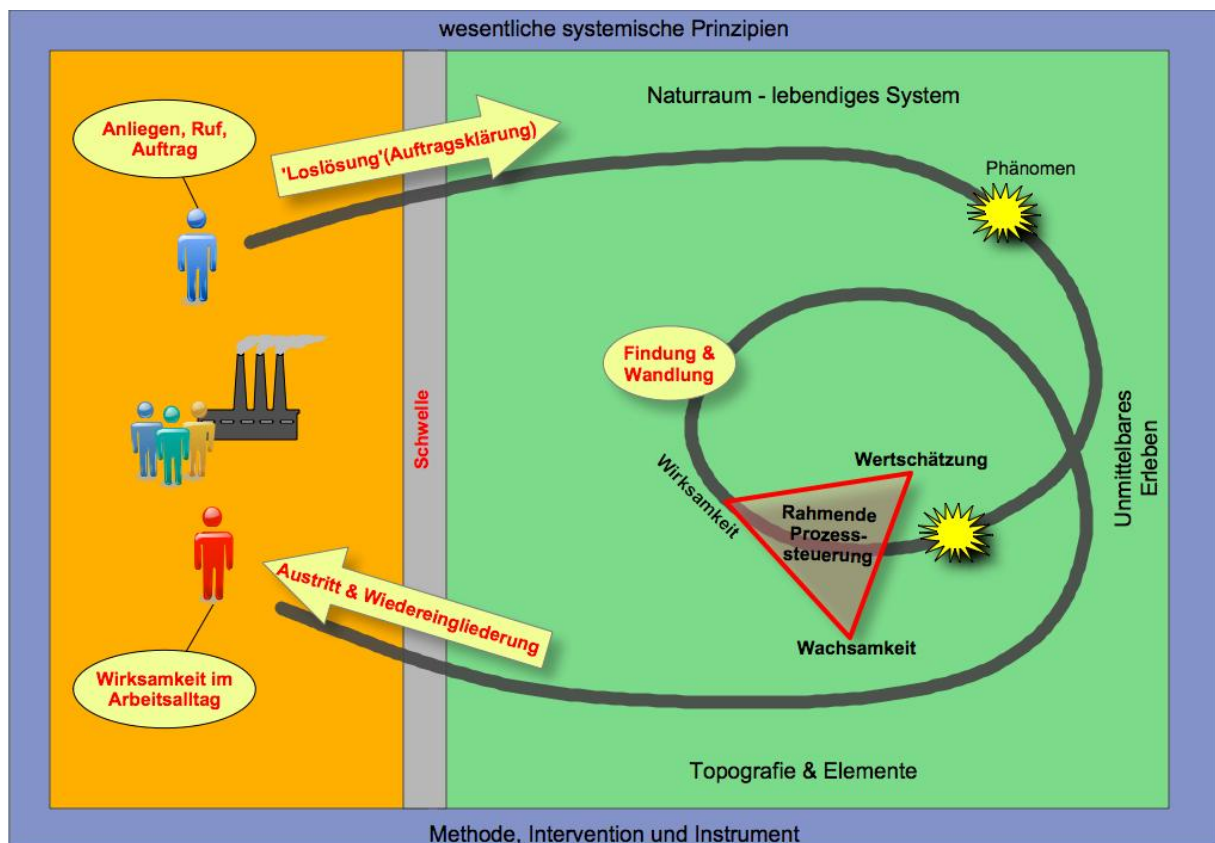 wesentliche systemische Prinzipien
Naturraum - lebendiges System
Anliegen, Ruf,
Auftrag
'Loslösung'(Auftragsklärung)
Phänomen
Findung &
Wandlung
Schwelle
Unmittelbares
Erleben
Wertschätzung
Wirksamkeit
Rahmende
Prozess-
steuerung
Wachsamkeit
Austritt & Wiedereingliederung
Wirksamkeit im
Arbeitsalltag
Topografie & Elemente
Methode, Intervention und Instrument